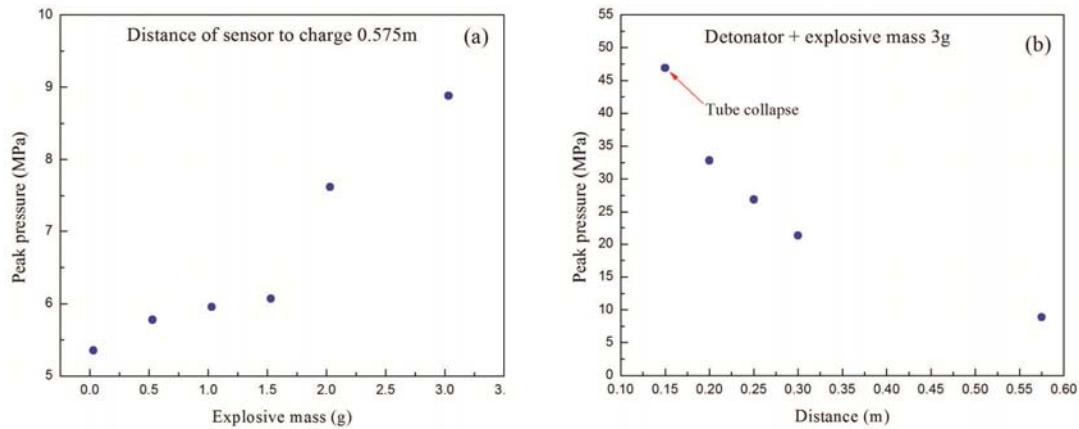 Distance of sensor to charge 0.575m
(a)
10
9
8
7
6
5
Peak pressure (MPa)
0.0 0.5 1.0 1.5 2.0 2.5 3.0 3.
Explosive mass (g)
Detonator + explosive mass 3g
(b)
Tube collapse
55
50
45
40
35
30
25
20
15
10
5
0
Peak pressure (MPa)
0.10 0.15 0.20 0.25 0.30 0.35 0.40 0.45 0.50 0.55 0.60
Distance (m)